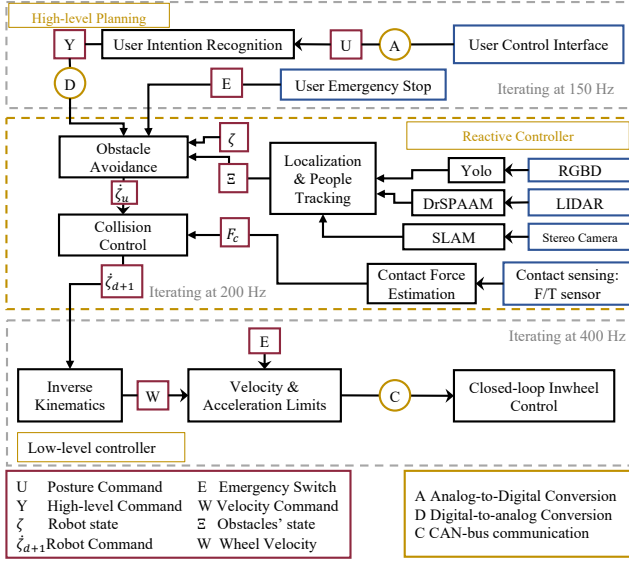 High-level Planning
Y
User Intention Recognition
U
A
User Control Interface
D
E
User Emergency Stop
Iterating at 150 Hz
Reactive Controller
Obstacle
Avoidance
ζ
Ξ
Localization
& People
Tracking
Yolo
RGBD
DrSPAAM
LIDAR
SLAM
Stereo Camera
ζ̇_u
Collision
Control
F_c
Contact Force
Estimation
Contact sensing:
F/T sensor
ζ̇_{d+1}
Iterating at 200 Hz
Iterating at 400 Hz
E
Inverse
Kinematics
W
Velocity &
Acceleration Limits
C
Closed-loop Inwheel
Control
Low-level controller
U Posture Command
Y High-level Command
ζ Robot state
ζ̇_{d+1} Robot Command
E Emergency Switch
W Velocity Command
Ξ Obstacles' state
W Wheel Velocity
A Analog-to-Digital Conversion
D Digital-to-analog Conversion
C CAN-bus communication